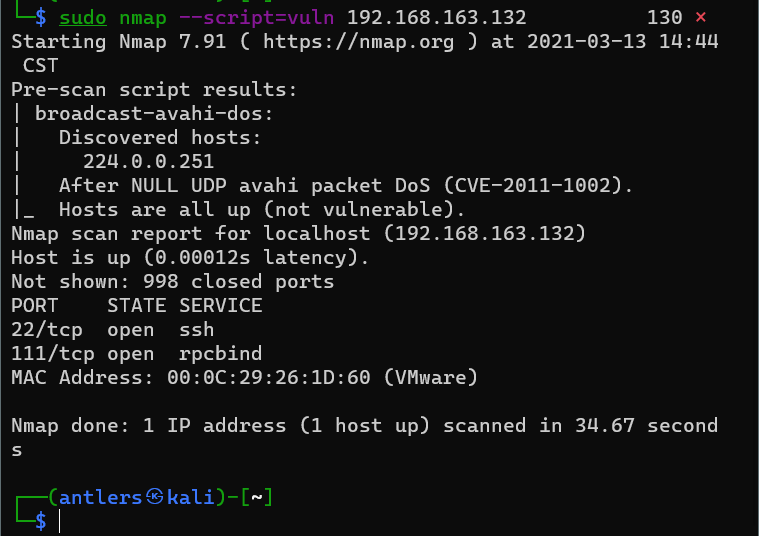 └─$ sudo nmap --script=vuln 192.168.163.132 130 ⨯
Starting Nmap 7.91 ( https://nmap.org ) at 2021-03-13 14:44
 CST
Pre-scan script results:
| broadcast-avahi-dos:
|   Discovered hosts:
|     224.0.0.251
|   After NULL UDP avahi packet DoS (CVE-2011-1002).
|_  Hosts are all up (not vulnerable).
Nmap scan report for localhost (192.168.163.132)
Host is up (0.00012s latency).
Not shown: 998 closed ports
PORT    STATE SERVICE
22/tcp  open  ssh
111/tcp open  rpcbind
MAC Address: 00:0C:29:26:1D:60 (VMware)

Nmap done: 1 IP address (1 host up) scanned in 34.67 second
s

┌──(antlers㉿kali)-[~]
└─$